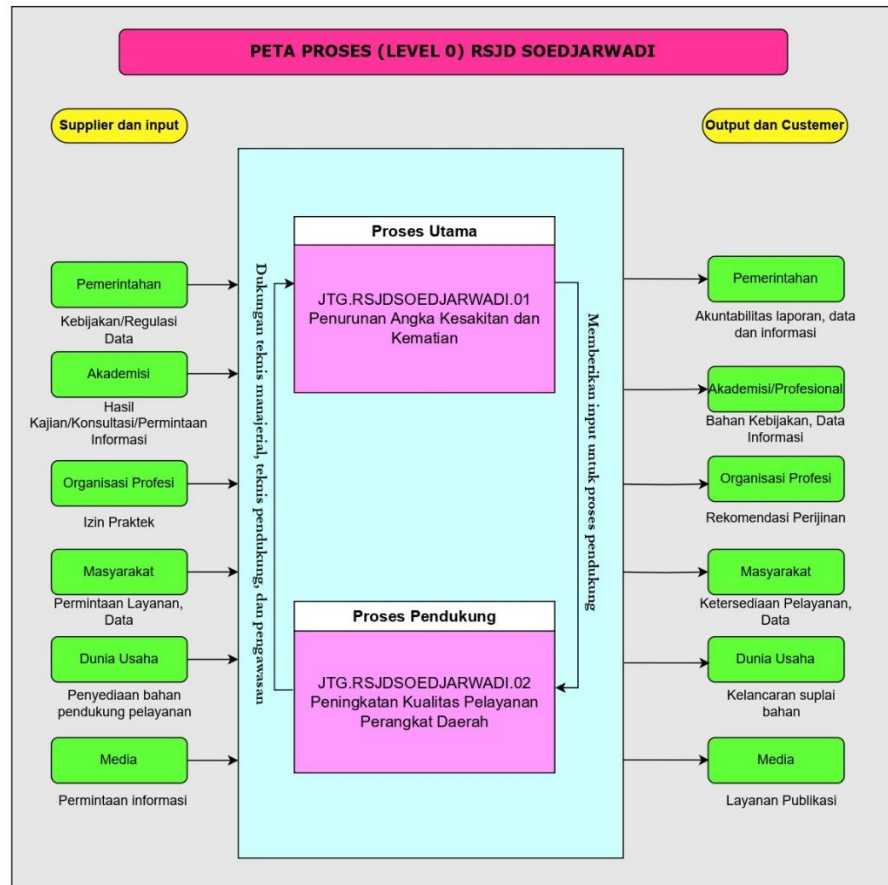 PETA PROSES (LEVEL 0) RSJD SOEDJARWADI
Supplier dan input
Output dan Custemer
Pemerintahan
Kebijakan/Regulasi
Data
Akademisi
Hasil
Kajian/Konsultasi/Permintaan
Informasi
Organisasi Profesi
Izin Praktek
Masyarakat
Permintaan Layanan,
Data
Dunia Usaha
Penyediaan bahan
pendukung pelayanan
Media
Permintaan informasi
Dukungan teknis manajerial, teknis pendukung, dan pengawasan
Proses Utama
JTG.RSJDSOEDJARWADI.01
Penurunan Angka Kesakitan dan
Kematian
Proses Pendukung
JTG.RSJDSOEDJARWADI.02
Peningkatan Kualitas Pelayanan
Perangkat Daerah
Memberikan input untuk proses pendukung
Pemerintahan
Akuntabilitas laporan, data
dan informasi
Akademisi/Profesional
Bahan Kebijakan, Data
Informasi
Organisasi Profesi
Rekomendasi Perijinan
Masyarakat
Ketersediaan Pelayanan,
Data
Dunia Usaha
Kelancaran suplai
bahan
Media
Layanan Publikasi